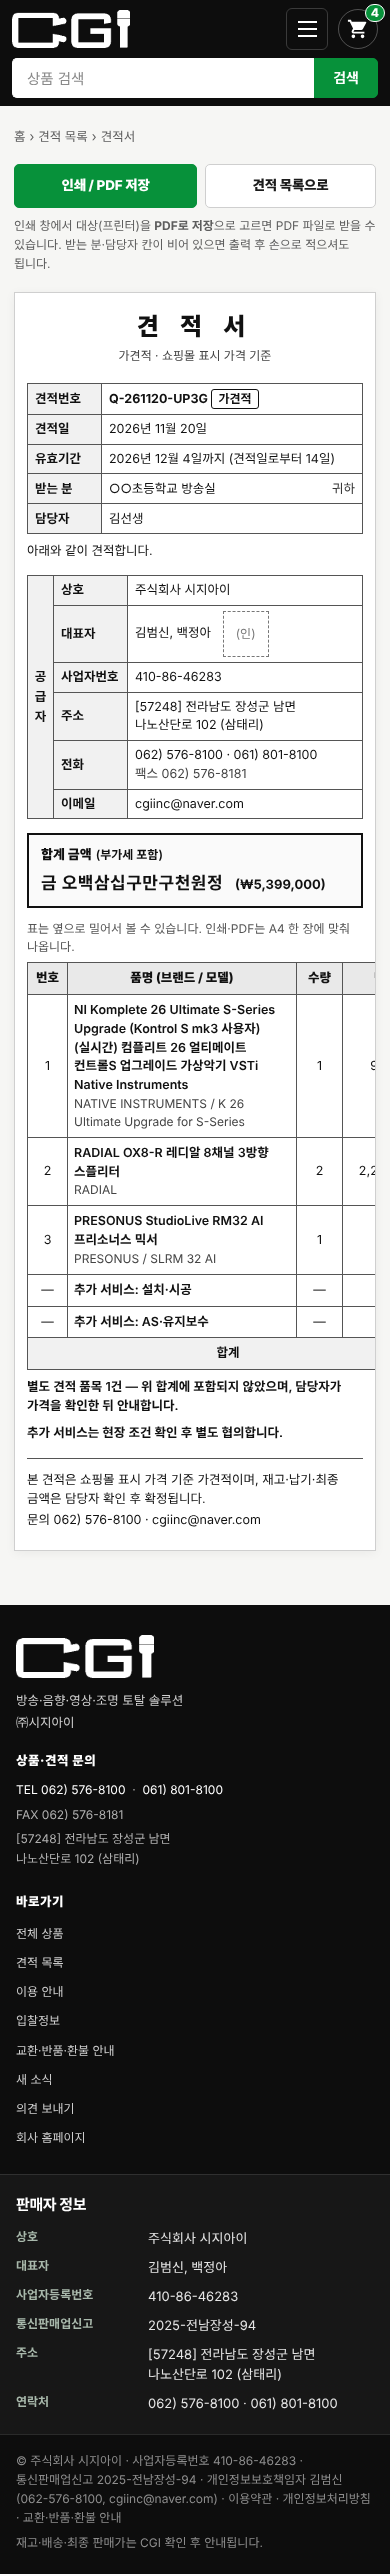 CGI
4
상품 검색
검색
홈 › 견적 목록 › 견적서
인쇄 / PDF 저장
견적 목록으로
인쇄 창에서 대상(프린터)을 PDF로 저장으로 고르면 PDF 파일로 받을 수
있습니다. 받는 분·담당자 칸이 비어 있으면 출력 후 손으로 적으셔도
됩니다.
견 적 서
가견적 · 쇼핑몰 표시 가격 기준
견적번호 Q-261120-UP3G 가견적
견적일 2026년 11월 20일
유효기간 2026년 12월 4일까지 (견적일로부터 14일)
받는 분 ○○초등학교 방송실 귀하
담당자 김선생
아래와 같이 견적합니다.
공급자
상호 주식회사 시지아이
대표자 김범신, 백정아 (인)
사업자번호 410-86-46283
주소 [57248] 전라남도 장성군 남면
나노산단로 102 (삼태리)
전화 062) 576-8100 · 061) 801-8100
팩스 062) 576-8181
이메일 cgiinc@naver.com
합계 금액 (부가세 포함)
금 오백삼십구만구천원정 (₩5,399,000)
표는 옆으로 밀어서 볼 수 있습니다. 인쇄·PDF는 A4 한 장에 맞춰
나옵니다.
번호 품명 (브랜드 / 모델) 수량
1 NI Komplete 26 Ultimate S-Series
Upgrade (Kontrol S mk3 사용자)
(실시간) 컴플리트 26 얼티메이트
컨트롤S 업그레이드 가상악기 VSTi
Native Instruments
NATIVE INSTRUMENTS / K 26
Ultimate Upgrade for S-Series
1 9
2 RADIAL OX8-R 레디알 8채널 3방향
스플리터
RADIAL
2 2,2
3 PRESONUS StudioLive RM32 AI
프리소너스 믹서
PRESONUS / SLRM 32 AI
1
— 추가 서비스: 설치·시공 —
— 추가 서비스: AS·유지보수 —
합계
별도 견적 품목 1건 — 위 합계에 포함되지 않았으며, 담당자가
가격을 확인한 뒤 안내합니다.
추가 서비스는 현장 조건 확인 후 별도 협의합니다.
본 견적은 쇼핑몰 표시 가격 기준 가견적이며, 재고·납기·최종
금액은 담당자 확인 후 확정됩니다.
문의 062) 576-8100 · cgiinc@naver.com
CGI
방송·음향·영상·조명 토탈 솔루션
㈜시지아이
상품·견적 문의
TEL 062) 576-8100 · 061) 801-8100
FAX 062) 576-8181
[57248] 전라남도 장성군 남면
나노산단로 102 (삼태리)
바로가기
전체 상품
견적 목록
이용 안내
입찰정보
교환·반품·환불 안내
새 소식
의견 보내기
회사 홈페이지
판매자 정보
상호 주식회사 시지아이
대표자 김범신, 백정아
사업자등록번호 410-86-46283
통신판매업신고 2025-전남장성-94
주소 [57248] 전라남도 장성군 남면
나노산단로 102 (삼태리)
연락처 062) 576-8100 · 061) 801-8100
© 주식회사 시지아이 · 사업자등록번호 410-86-46283 ·
통신판매업신고 2025-전남장성-94 · 개인정보보호책임자 김범신
(062-576-8100, cgiinc@naver.com) · 이용약관 · 개인정보처리방침
· 교환·반품·환불 안내
재고·배송·최종 판매가는 CGI 확인 후 안내됩니다.